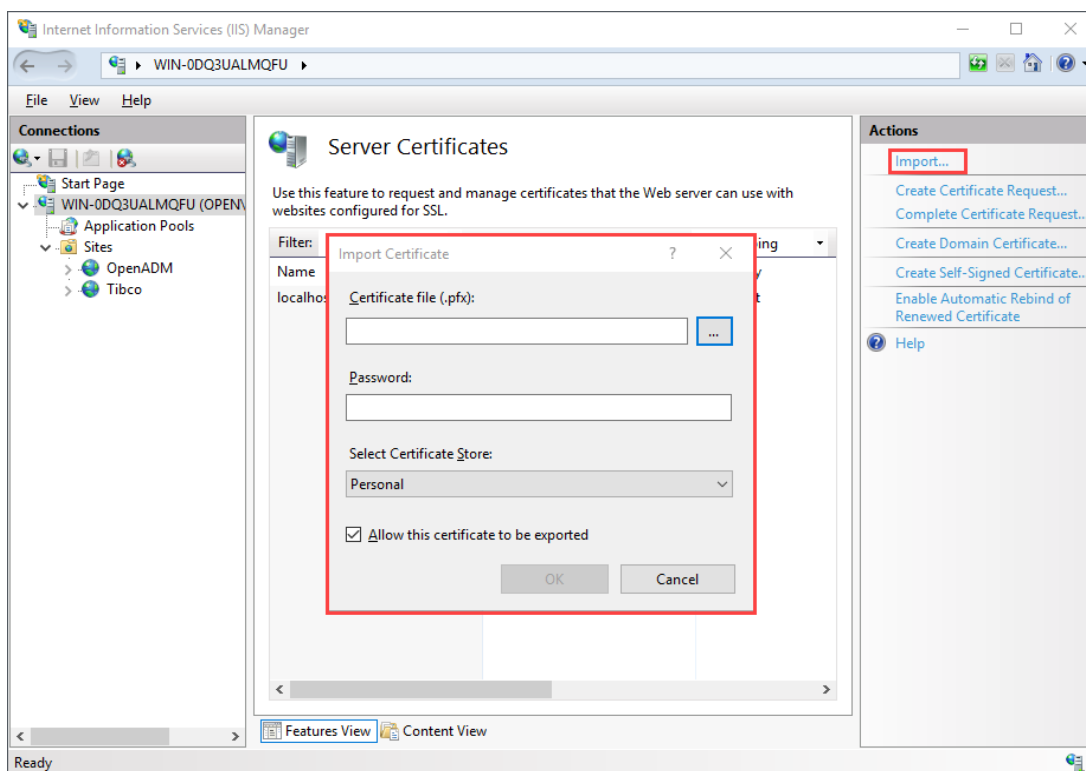 Internet Information Services (IIS) Manager
WIN-0DQ3UALMQFU
File View Help
Connections
Start Page
WIN-0DQ3UALMQFU (OPEN\
Application Pools
Sites
OpenADM
Tibco
Server Certificates
Use this feature to request and manage certificates that the Web server can use with
websites configured for SSL.
Filter:
Name
localhos
Import Certificate
?
Certificate file (.pfx):
...
Password:
Select Certificate Store:
Personal
Allow this certificate to be exported
OK Cancel
Features View Content View
Actions
Import...
Create Certificate Request...
Complete Certificate Request...
Create Domain Certificate...
Create Self-Signed Certificate...
Enable Automatic Rebind of
Renewed Certificate
Help
Ready